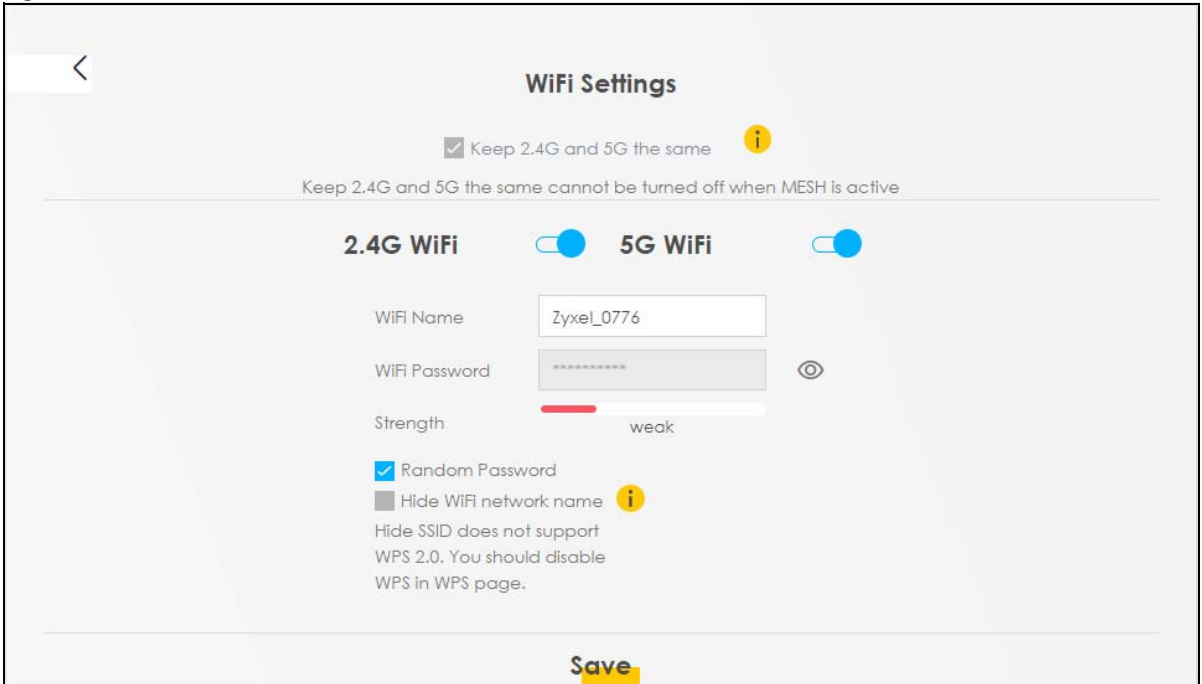 WiFi Settings
Keep 2.4G and 5G the same i
Keep 2.4G and 5G the same cannot be turned off when MESH is active
2.4G WiFi 5G WiFi
WiFi Name Zyxel_0776
WiFi Password **********
Strength
weak
Random Password
Hide WiFi network name i
Hide SSID does not support
WPS 2.0. You should disable
WPS in WPS page.
Save